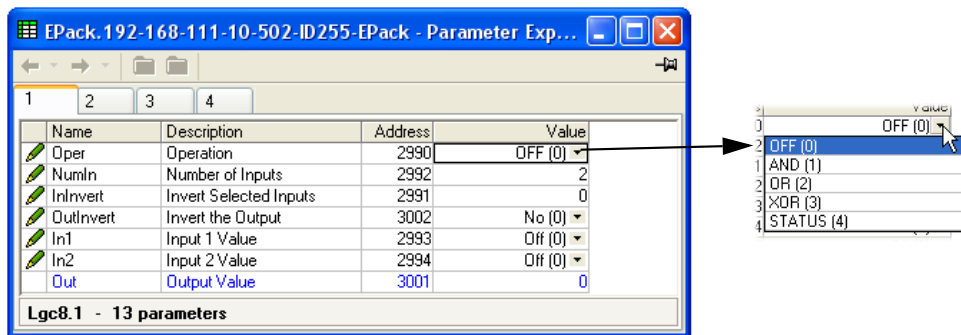 EPack.192-168-111-10-502-ID255-EPack - Parameter Exp...
1 2 3 4
Name Description Address Value
Oper Operation 2990 OFF (0)
NumIn Number of Inputs 2992 2
InInvert Invert Selected Inputs 2991 0
OutInvert Invert the Output 3002 No (0)
In1 Input 1 Value 2993 Off (0)
In2 Input 2 Value 2994 Off (0)
Out Output Value 3001 0
Lgc8.1 - 13 parameters
Value
OFF (0)
OFF (0)
AND (1)
OR (2)
XOR (3)
STATUS (4)